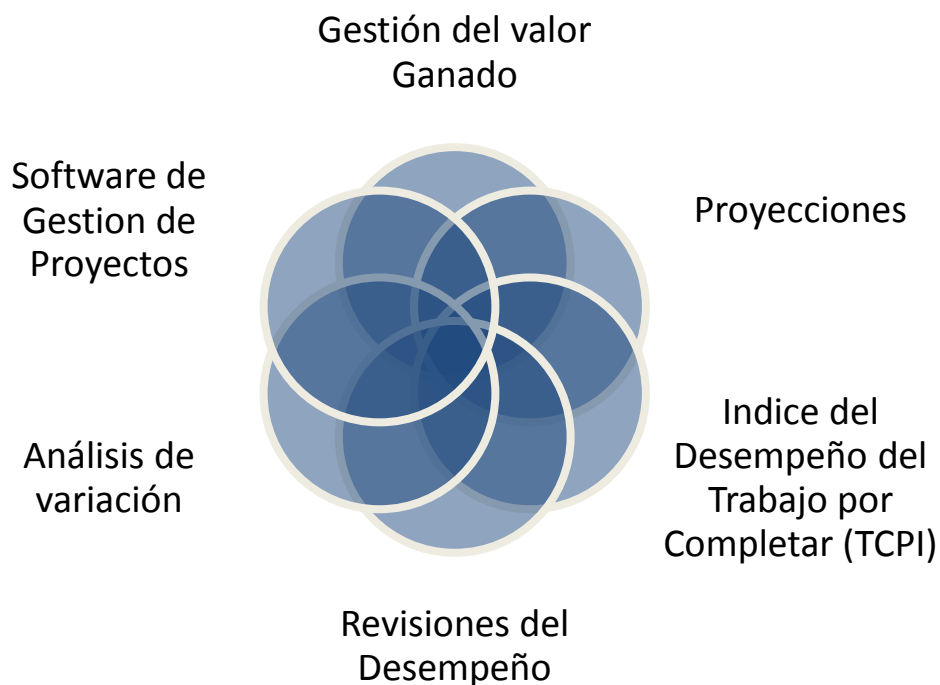 Gestión del valor
Ganado
Proyecciones
Indice del
Desempeño del
Trabajo por
Completar (TCPI)
Revisiones del
Desempeño
Análisis de
variación
Software de
Gestion de
Proyectos